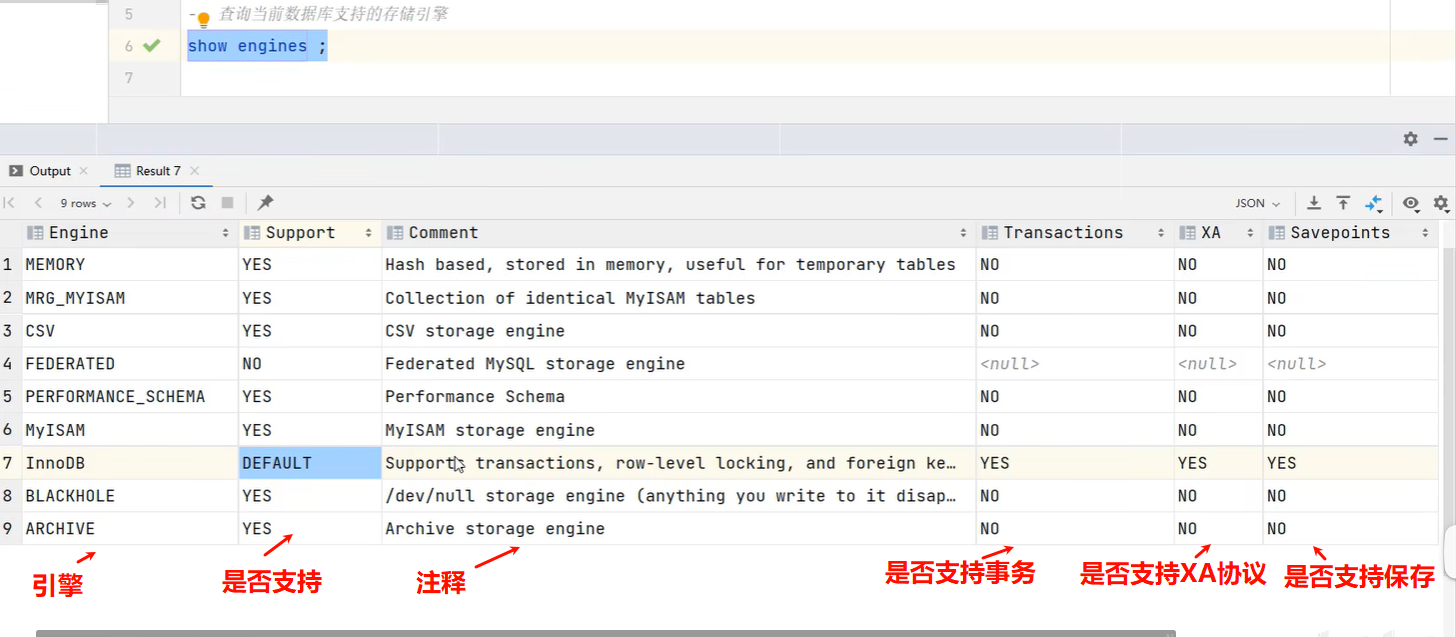 5 - 查询当前数据库支持的存储引擎
6 show engines ;
7
Output Result 7
9 rows JSON
Engine Support Comment Transactions XA Savepoints
1 MEMORY YES Hash based, stored in memory, useful for temporary tables NO NO NO
2 MRG_MYISAM YES Collection of identical MyISAM tables NO NO NO
3 CSV YES CSV storage engine NO NO NO
4 FEDERATED NO Federated MySQL storage engine <null> <null> <null>
5 PERFORMANCE_SCHEMA YES Performance Schema NO NO NO
6 MyISAM YES MyISAM storage engine NO NO NO
7 InnoDB DEFAULT Supports transactions, row-level locking, and foreign ke… YES YES YES
8 BLACKHOLE YES /dev/null storage engine (anything you write to it disap… NO NO NO
9 ARCHIVE YES Archive storage engine NO NO NO
引擎 是否支持 注释 是否支持事务 是否支持XA协议 是否支持保存